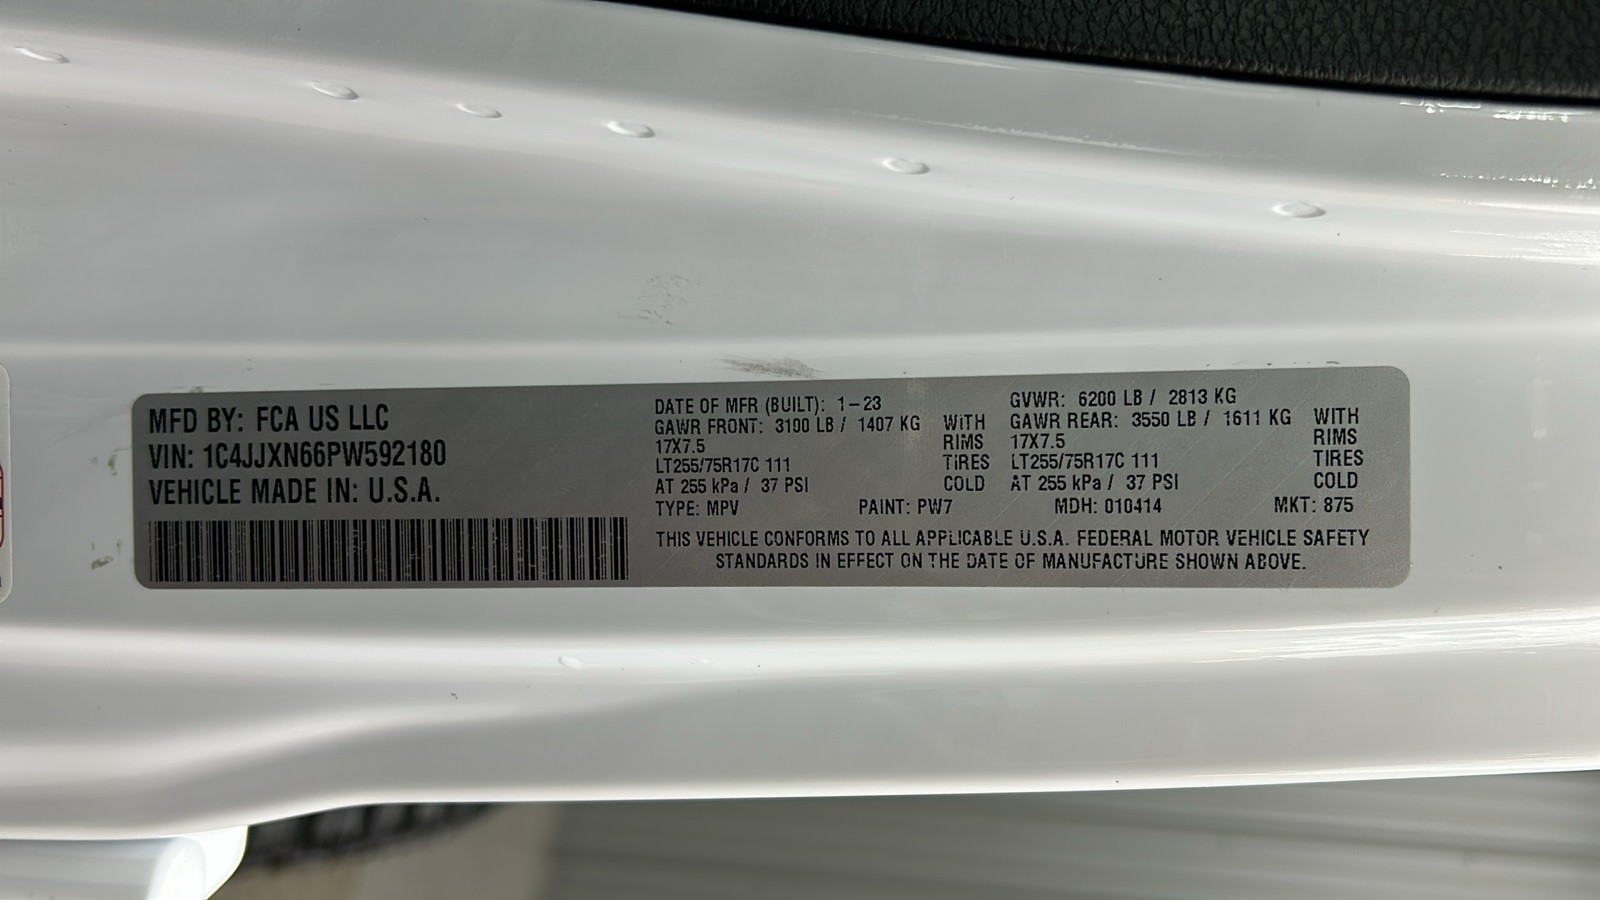 MFD BY: FCA US LLC
VIN: 1C4JJXN66PW592180
VEHICLE MADE IN: U.S.A.
DATE OF MFR (BUILT): 1-23
GAWR FRONT: 3100 LB / 1407 KG WITH
17X7.5 RIMS
LT255/75R17C 111 TIRES
AT 255 kPa / 37 PSI COLD
GVWR: 6200 LB / 2813 KG
GAWR REAR: 3550 LB / 1611 KG WITH
17X7.5 RIMS
LT255/75R17C 111 TIRES
AT 255 kPa / 37 PSI COLD
TYPE: MPV PAINT: PW7 MDH: 010414 MKT: 875
THIS VEHICLE CONFORMS TO ALL APPLICABLE U.S.A. FEDERAL MOTOR VEHICLE SAFETY
STANDARDS IN EFFECT ON THE DATE OF MANUFACTURE SHOWN ABOVE.